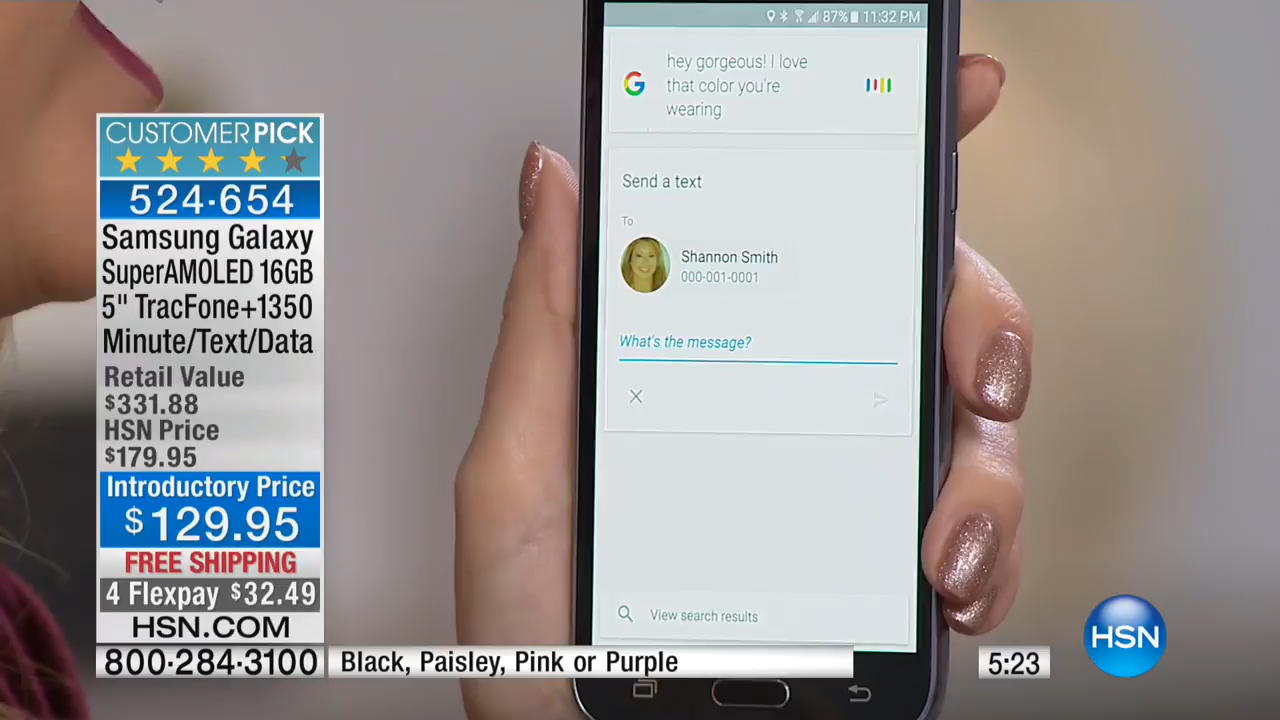 CUSTOMER PICK
524-654
Samsung Galaxy
SuperAMOLED 16GB
5" TracFone+1350
Minute/Text/Data
Retail Value
$331.88
HSN Price
$179.95
Introductory Price
$129.95
FREE SHIPPING
4 Flexpay $32.49
HSN.COM
800-284-3100
Black, Paisley, Pink or Purple
5:23
HSN
87% 11:32 PM
G
hey gorgeous! I love
that color you're
wearing
Send a text
To
Shannon Smith
000-001-0001
What's the message?
View search results